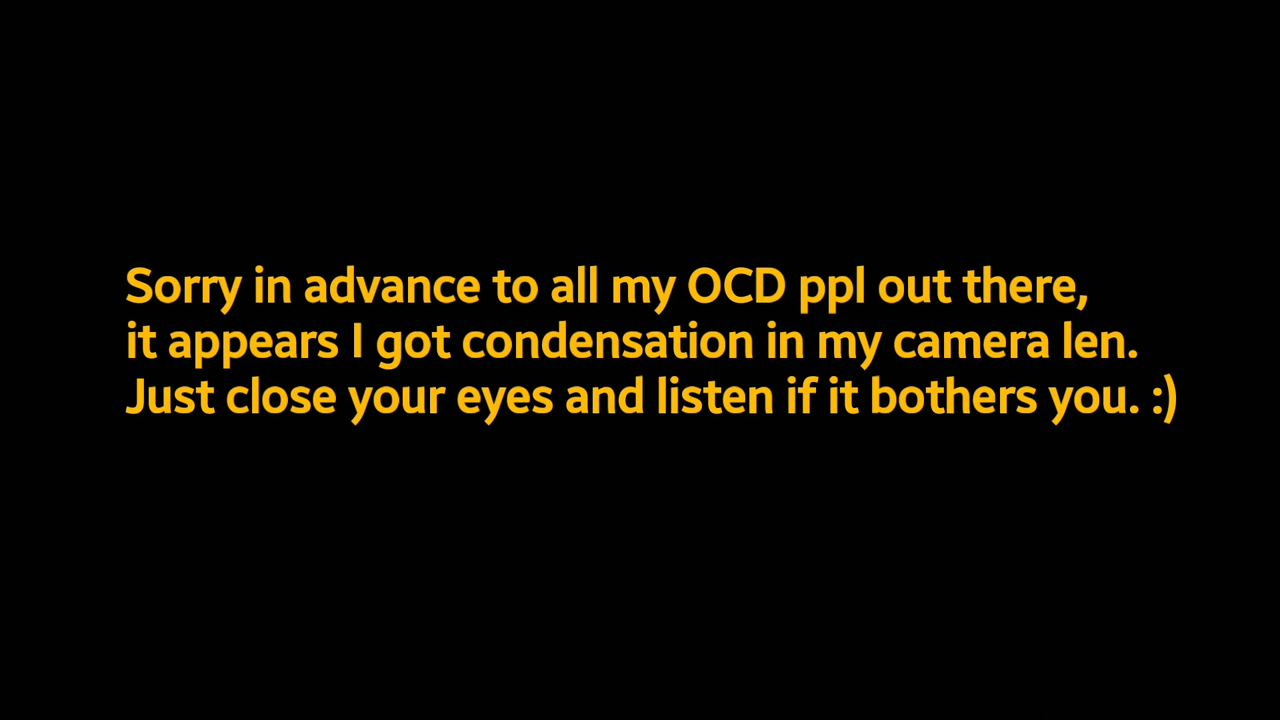 Sorry in advance to all my OCD ppl out there,
it appears I got condensation in my camera len.
Just close your eyes and listen if it bothers you. :)